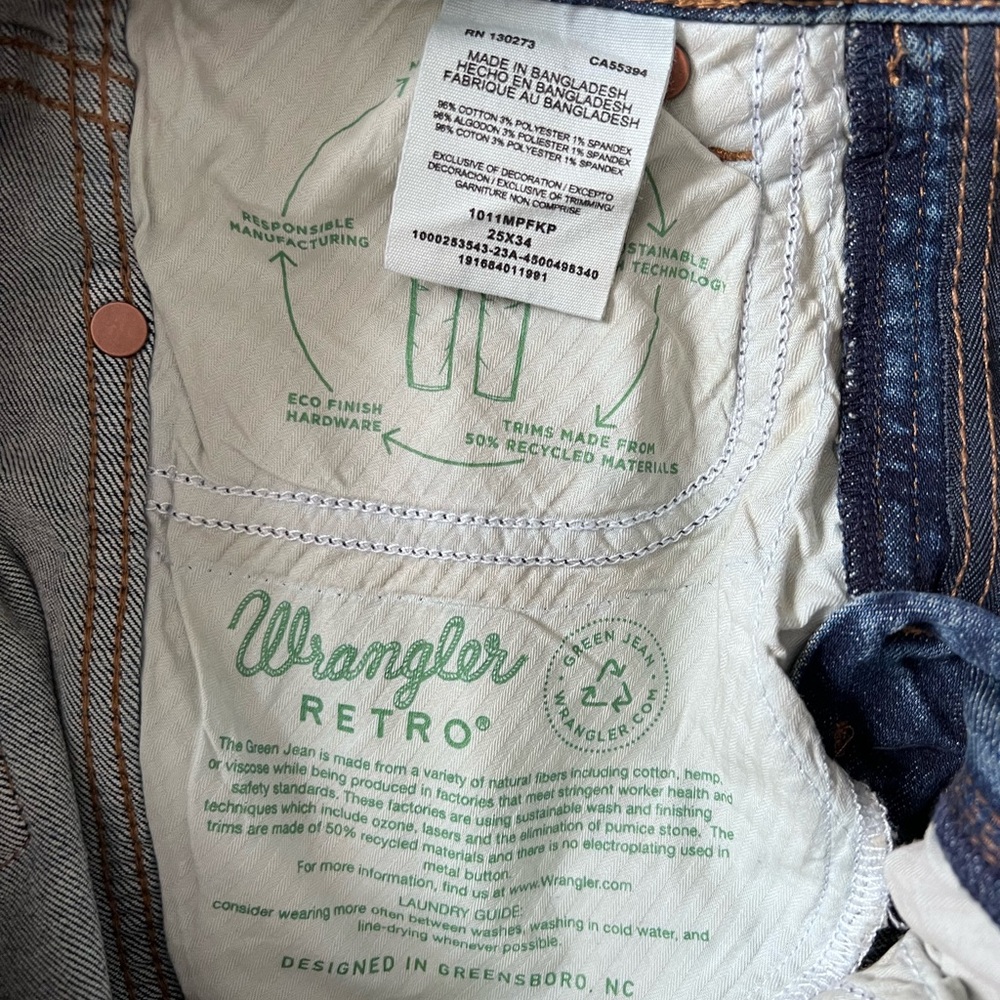 RN 130273
CA55394
MADE IN BANGLADESH
HECHO EN BANGLADESH
FABRIQUE AU BANGLADESH
96% COTTON 3% POLYESTER 1% SPANDEX
96% ALGODON 3% POLIESTER 1% SPANDEX
96% COTON 3% POLYESTER 1% SPANDEX
EXCLUSIVE OF DECORATION / EXCEPTO
DECORACION / EXCLUSIVE OF TRIMMING/
GARNITURE NON COMPRISE
1011MPFKP
25X34
1000253543-23A-4500498340
191684011991
RESPONSIBLE
MANUFACTURING
TECHNOLOGY
ECO FINISH
HARDWARE
TRIMS MADE FROM
50% RECYCLED MATERIALS
Wrangler
RETRO®
GREEN JEAN
WRANGLER.COM
The Green Jean is made from a variety of natural fibers including cotton, hemp,
or viscose while being produced in factories that meet stringent worker health and
safety standards. These factories are using sustainable wash and finishing
techniques which include ozone, lasers and the elimination of pumice stone. The
trims are made of 50% recycled materials and there is no electroplating used in
metal button.
For more information, find us at www.Wrangler.com
LAUNDRY GUIDE:
consider wearing more often between washes, washing in cold water, and
line-drying whenever possible.
DESIGNED IN GREENSBORO, NC